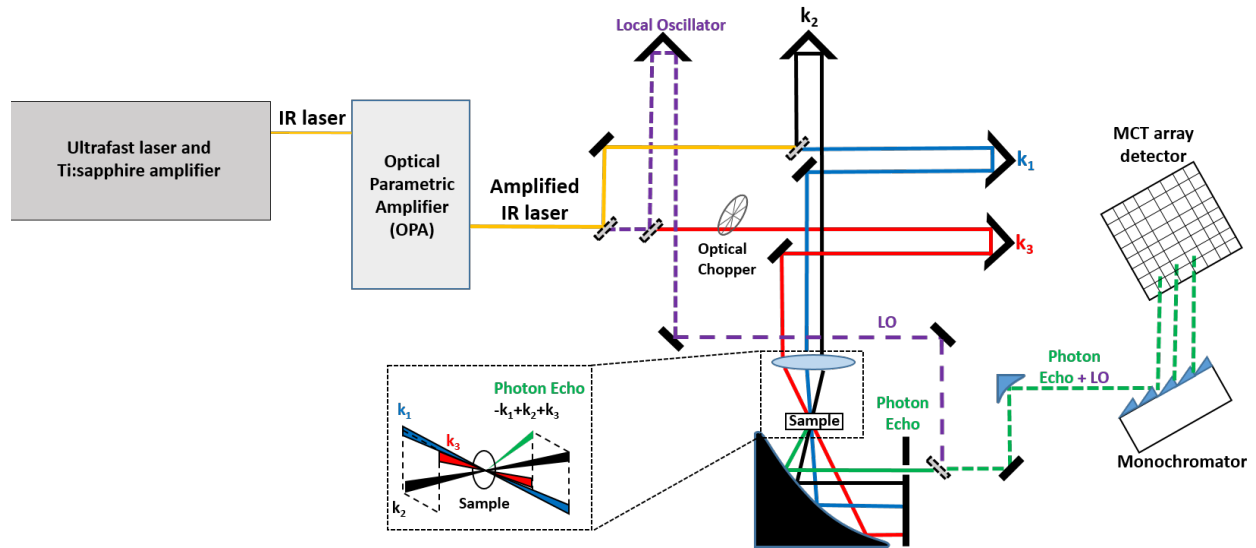 Ultrafast laser and
Ti:sapphire amplifier
IR laser
Optical
Parametric
Amplifier
(OPA)
Amplified
IR laser
Local Oscillator
k2
k1
k3
Optical
Chopper
LO
MCT array
detector
Photon
Echo + LO
Monochromator
Sample
Photon
Echo
Photon Echo
-k1+k2+k3
k1
k3
k2
Sample